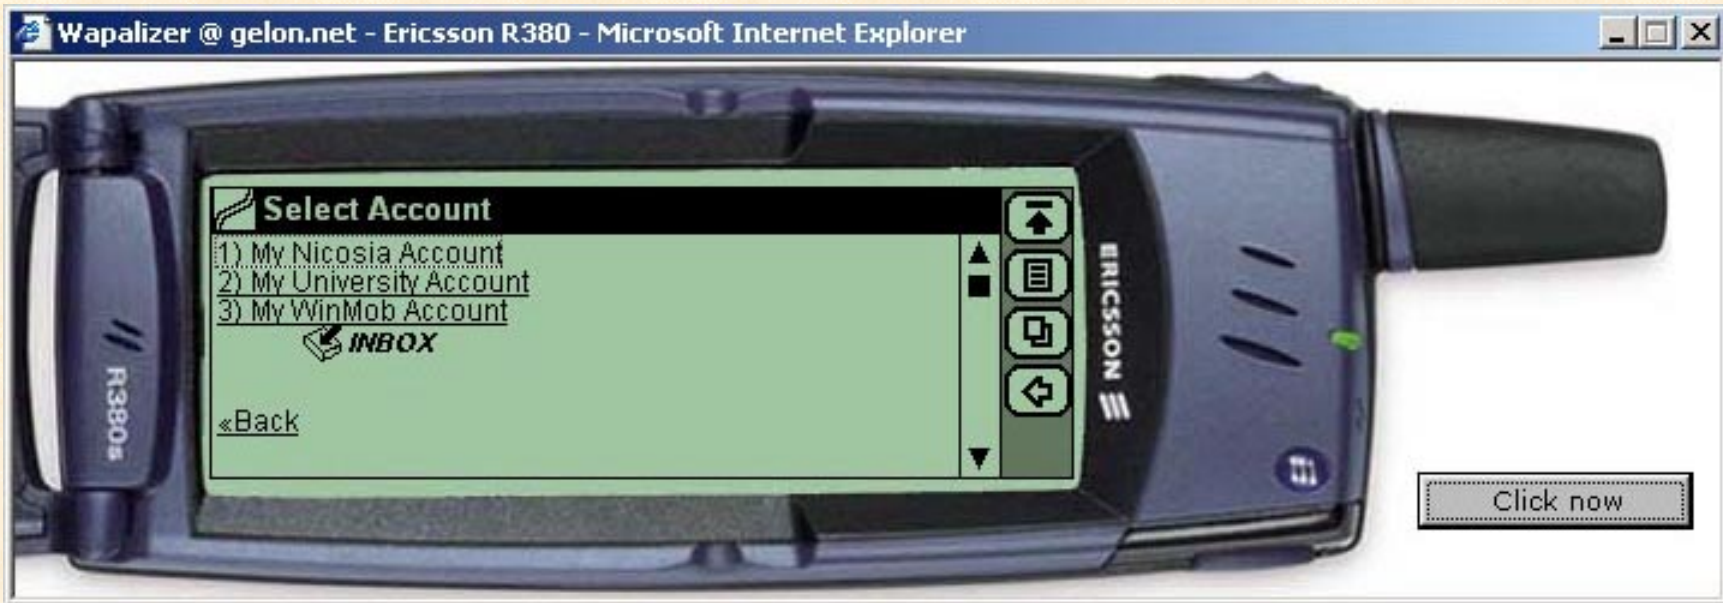 Wapalizer @ gelon.net - Ericsson R380 - Microsoft Internet Explorer
Select Account
1) My Nicosia Account
2) My University Account
3) My WinMob Account
INBOX
«Back
R380s
ERICSSON
Click now